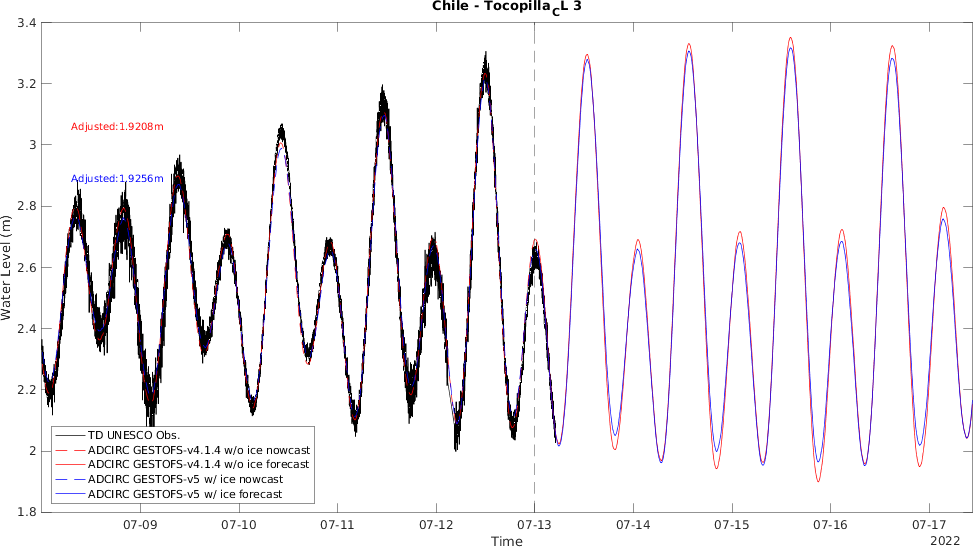 Chile - Tocopilla_CL 3
3.4
3.2
3
2.8
2.6
2.4
2.2
2
1.8
Water Level (m)
Adjusted:1.9208m
Adjusted:1.9256m
TD UNESCO Obs.
ADCIRC GESTOFS-v4.1.4 w/o ice nowcast
ADCIRC GESTOFS-v4.1.4 w/o ice forecast
ADCIRC GESTOFS-v5 w/ ice nowcast
ADCIRC GESTOFS-v5 w/ ice forecast
07-09 07-10 07-11 07-12 07-13 07-14 07-15 07-16 07-17
Time
2022